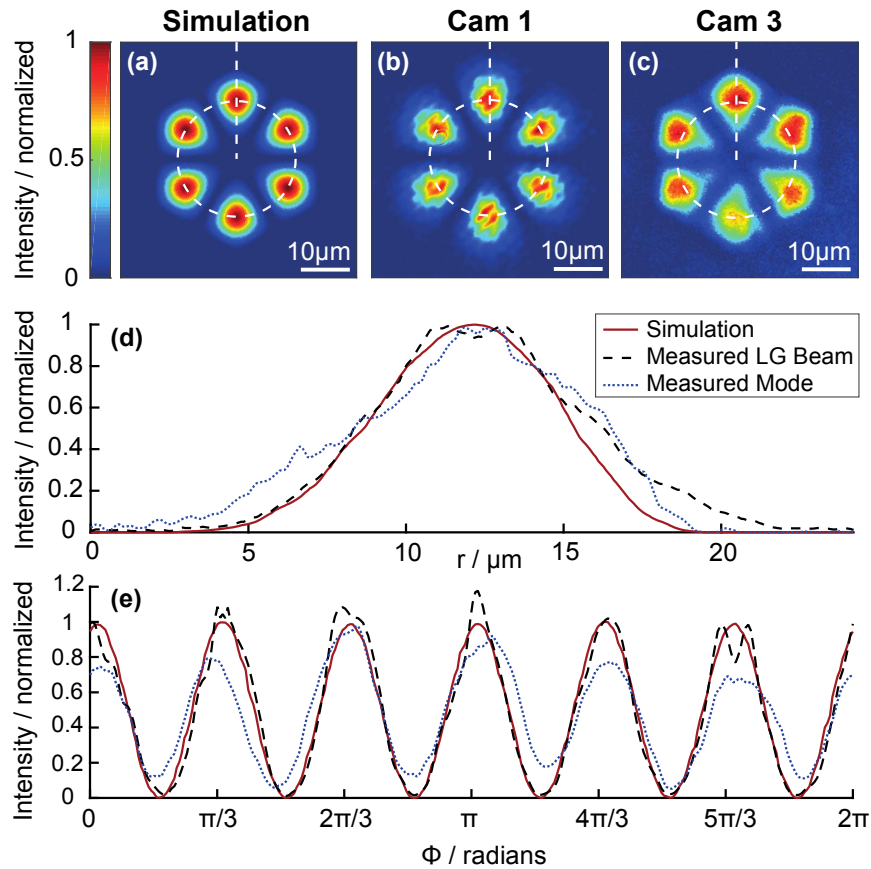 Simulation Cam 1 Cam 3
Intensity / normalized
1
0.5
0
(a)
10µm
(b)
10µm
(c)
10µm
Intensity / normalized
1
0.8
0.6
0.4
0.2
0
(d)
Simulation
Measured LG Beam
Measured Mode
0 5 10 15 20
r / µm
Intensity / normalized
1.2
1
0.8
0.6
0.4
0.2
0
(e)
0 π/3 2π/3 π 4π/3 5π/3 2π
Φ / radians